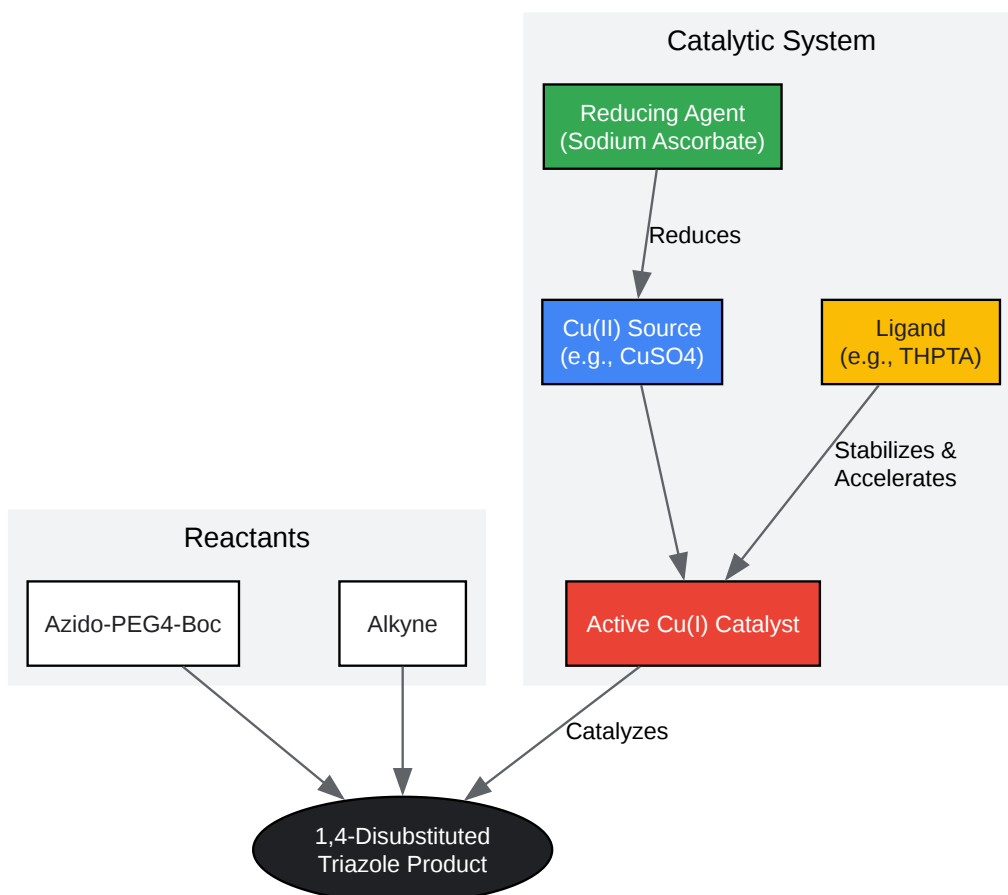 Catalytic System
Reducing Agent
(Sodium Ascorbate)
Reduces
Cu(II) Source
(e.g., CuSO4)
Ligand
(e.g., THPTA)
Stabilizes &
Accelerates
Reactants
Azido-PEG4-Boc
Alkyne
Active Cu(I) Catalyst
Catalyzes
1,4-Disubstituted
Triazole Product